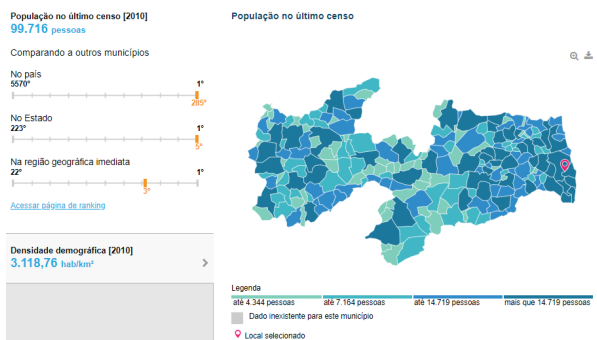 População no último censo [2010]
99.716 pessoas
Comparando a outros municípios
No país
5570° 1°
285°
No Estado
223° 1°
5°
Na região geográfica imediata
22° 1°
3°
Acessar página de ranking
Densidade demográfica [2010]
3.118,76 hab/km²
População no último censo
Legenda
até 4.344 pessoas até 7.164 pessoas até 14.719 pessoas mais que 14.719 pessoas
Dado inexistente para este município
Local selecionado